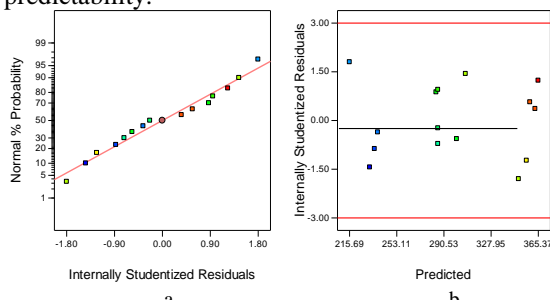 predictability.
Normal % Probability
99
95
90
80
70
50
30
20
10
5
1
-1.80 -0.90 0.00 0.90 1.80
Internally Studentized Residuals
a
Internally Studentized Residuals
3.00
1.50
0.00
-1.50
-3.00
215.69 253.11 290.53 327.95 365.37
Predicted
b